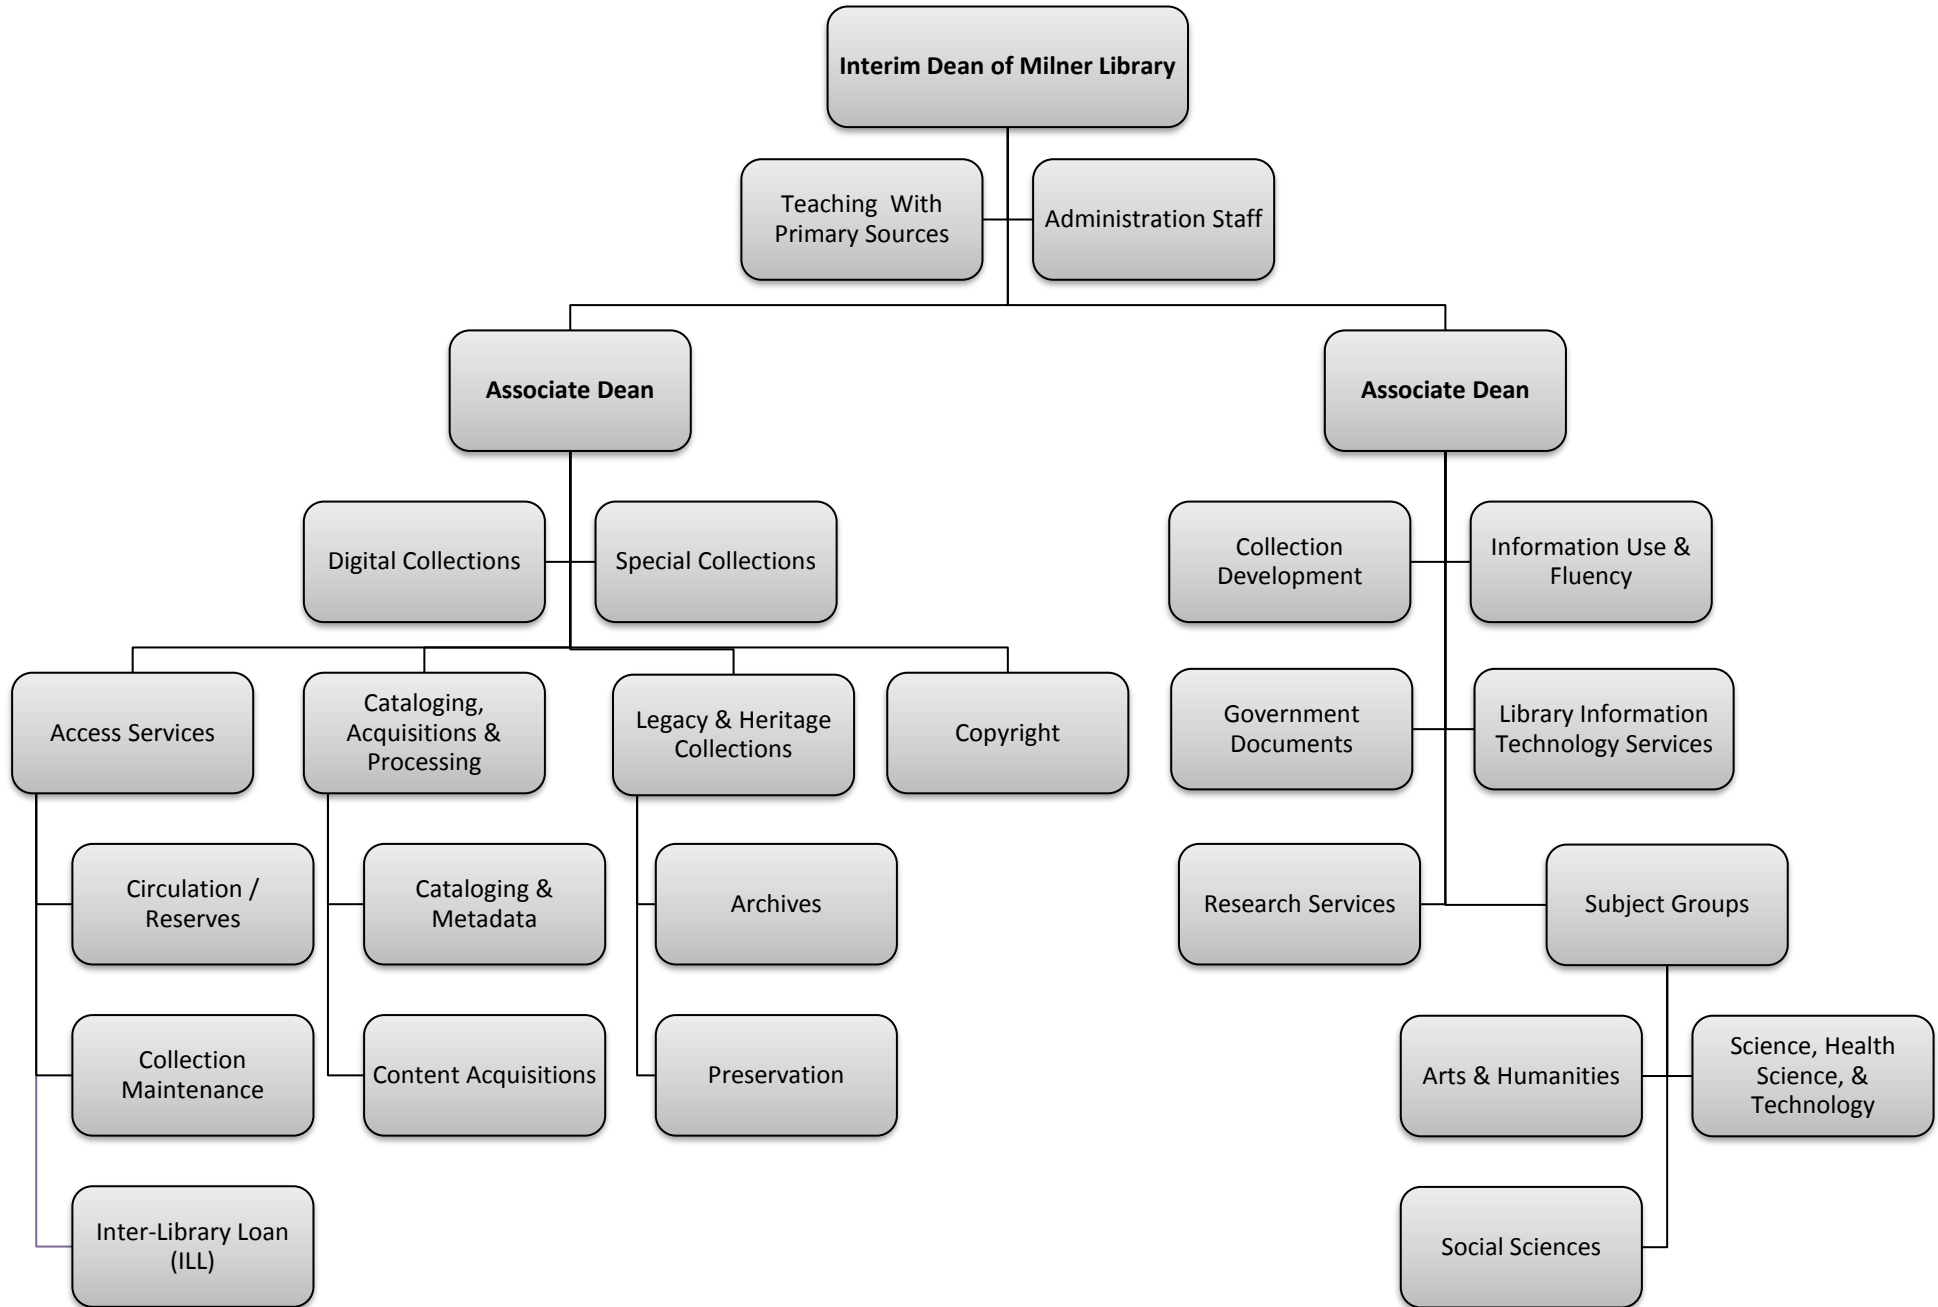 Interim Dean of Milner Library
Teaching With
Primary Sources
Administration Staff
Associate Dean
Associate Dean
Digital Collections
Special Collections
Collection
Development
Information Use &
Fluency
Access Services
Cataloging,
Acquisitions &
Processing
Legacy & Heritage
Collections
Copyright
Government
Documents
Library Information
Technology Services
Circulation /
Reserves
Cataloging &
Metadata
Archives
Research Services
Subject Groups
Collection
Maintenance
Content Acquisitions
Preservation
Arts & Humanities
Science, Health
Science, &
Technology
Inter-Library Loan
(ILL)
Social Sciences